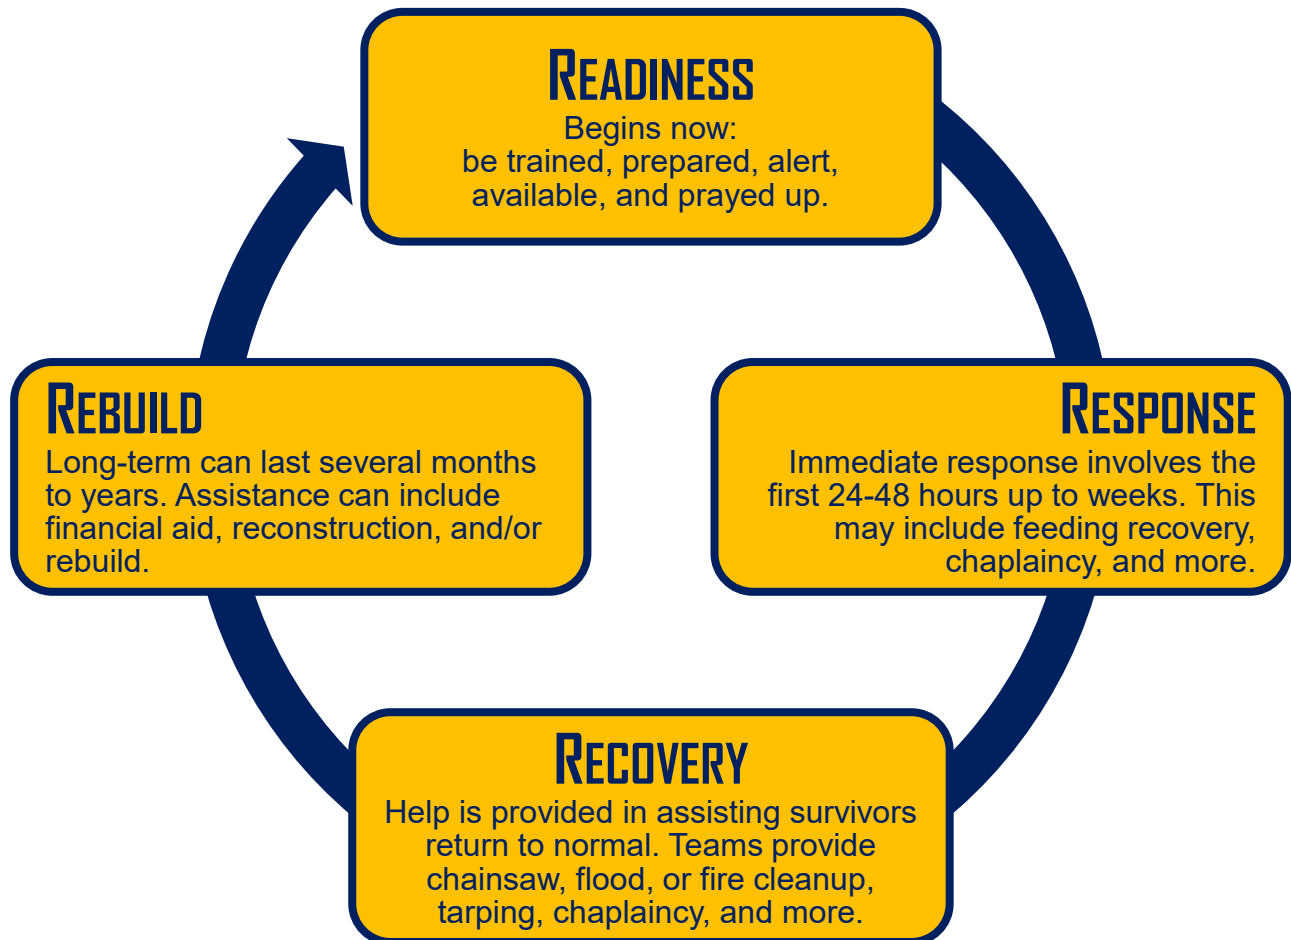 READINESS
Begins now:
be trained, prepared, alert,
available, and prayed up.
REBUILD
Long-term can last several months
to years. Assistance can include
financial aid, reconstruction, and/or
rebuild.
RESPONSE
Immediate response involves the
first 24-48 hours up to weeks. This
may include feeding recovery,
chaplaincy, and more.
RECOVERY
Help is provided in assisting survivors
return to normal. Teams provide
chainsaw, flood, or fire cleanup,
tarping, chaplaincy, and more.